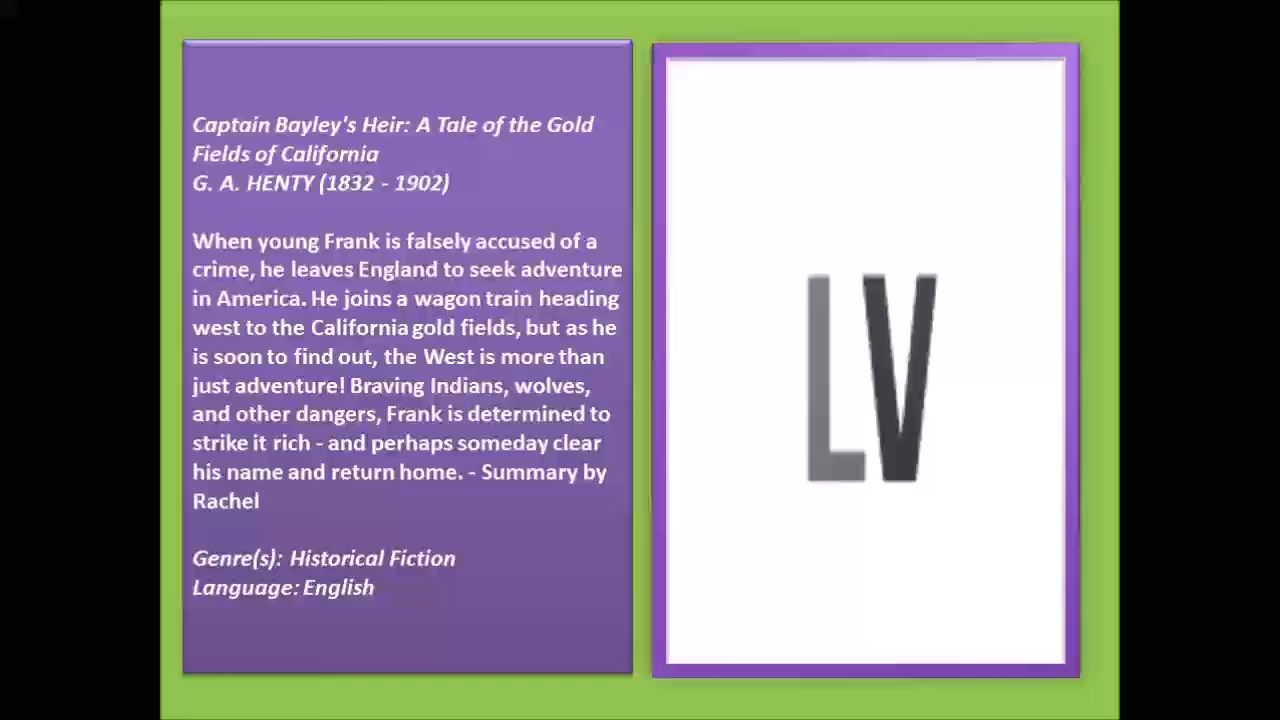 Captain Bayley's Heir: A Tale of the Gold
Fields of California
G. A. HENTY (1832 - 1902)
When young Frank is falsely accused of a
crime, he leaves England to seek adventure
in America. He joins a wagon train heading
west to the California gold fields, but as he
is soon to find out, the West is more than
just adventure! Braving Indians, wolves,
and other dangers, Frank is determined to
strike it rich - and perhaps someday clear
his name and return home. - Summary by
Rachel
Genre(s): Historical Fiction
Language: English
LV